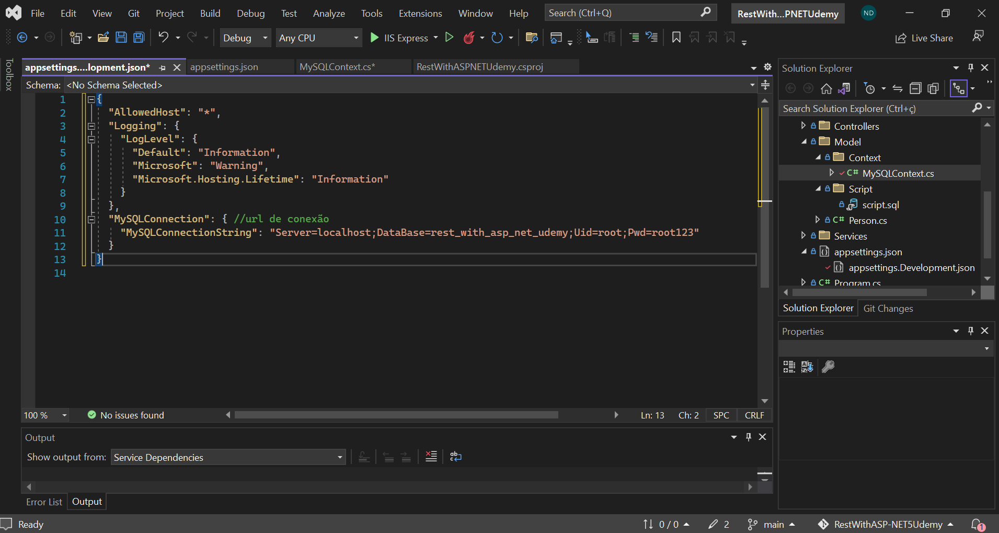 File Edit View Git Project Build Debug Test Analyze Tools Extensions Window Help Search (Ctrl+Q) RestWith...PNETUdemy ND
Debug Any CPU IIS Express Live Share
Toolbox
appsettings....lopment.json* appsettings.json MySQLContext.cs* RestWithASPNETUdemy.csproj
Schema: <No Schema Selected>
1 {
2 "AllowedHost": "*",
3 "Logging": {
4 "LogLevel": {
5 "Default": "Information",
6 "Microsoft": "Warning",
7 "Microsoft.Hosting.Lifetime": "Information"
8 }
9 },
10 "MySQLConnection": { //url de conexão
11 "MySQLConnectionString": "Server=localhost;DataBase=rest_with_asp_net_udemy;Uid=root;Pwd=root123"
12 }
13 }
14
100 % No issues found Ln: 13 Ch: 2 SPC CRLF
Output
Show output from: Service Dependencies
Error List Output
Solution Explorer
Search Solution Explorer (Ctrl+ç)
Controllers
Model
Context
C# MySQLContext.cs
Script
script.sql
C# Person.cs
Services
appsettings.json
appsettings.Development.json
C# Program.cs
Solution Explorer Git Changes
Properties
Ready 0 / 0 2 main RestWithASP-NET5Udemy 1